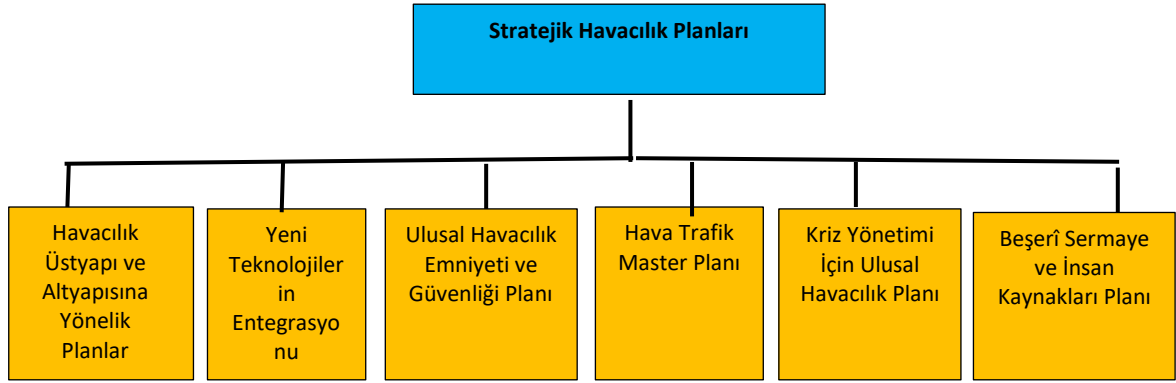 Stratejik Havacılık Planları
Havacılık
Üstyapı ve
Altyapısına
Yönelik
Planlar
Yeni
Teknolojiler
in
Entegrasyo
nu
Ulusal Havacılık
Emniyeti ve
Güvenliği Planı
Hava Trafik
Master Planı
Kriz Yönetimi
İçin Ulusal
Havacılık Planı
Beşerî Sermaye
ve İnsan
Kaynakları Planı